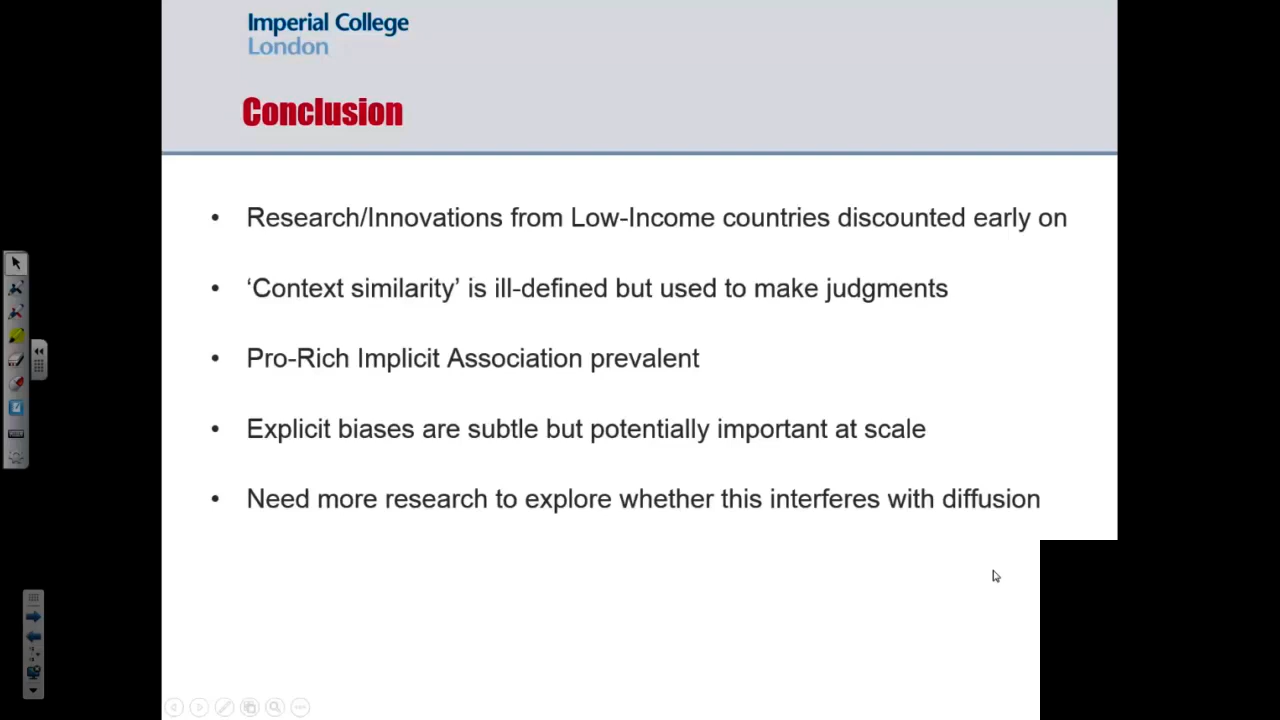 Imperial College
London
Conclusion
• Research/Innovations from Low-Income countries discounted early on
• ‘Context similarity’ is ill-defined but used to make judgments
• Pro-Rich Implicit Association prevalent
• Explicit biases are subtle but potentially important at scale
• Need more research to explore whether this interferes with diffusion